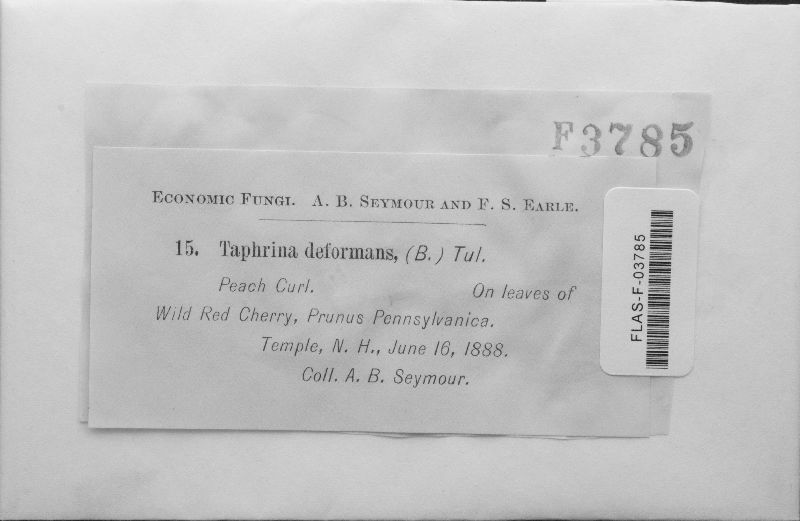 F3785
ECONOMIC FUNGI. A. B. SEYMOUR AND F. S. EARLE.
15. Taphrina deformans, (B.) Tul.
Peach Curl. On leaves of
Wild Red Cherry, Prunus Pennsylvanica.
Temple, N. H., June 16, 1888.
Coll. A. B. Seymour.
FLAS-F-03785